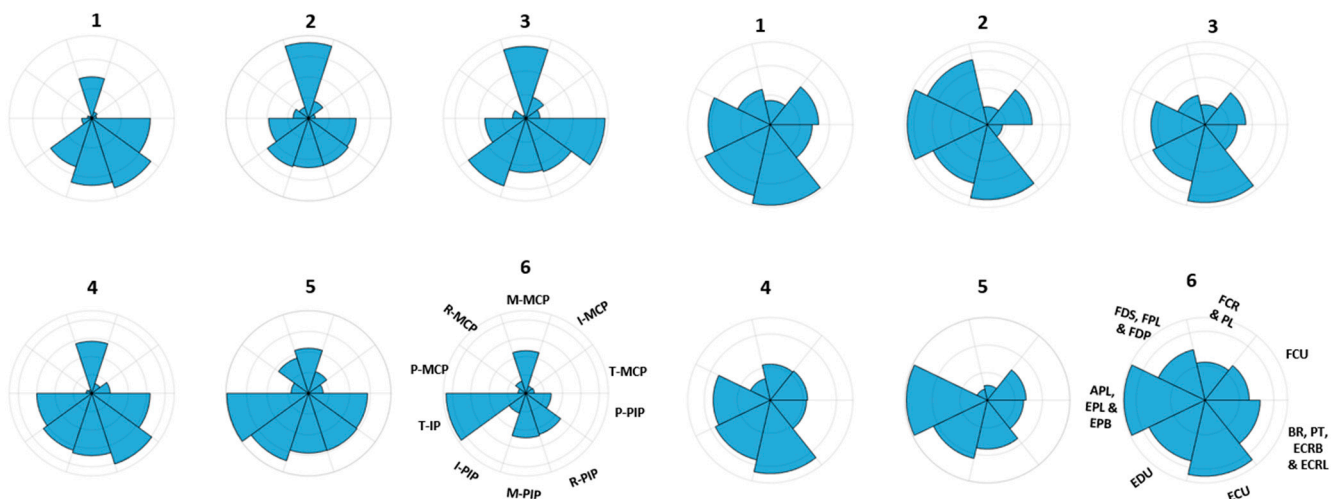 1
2
3
1
2
3
4
5
6
M-MCP
I-MCP
T-MCP
P-PIP
R-PIP
M-PIP
I-PIP
T-IP
P-MCP
R-MCP
4
5
6
FCR
& PL
FCU
BR, PT,
ECRB
& ECRL
ECU
EDU
APL,
EPL &
EPB
FDS, FPL
& FDP